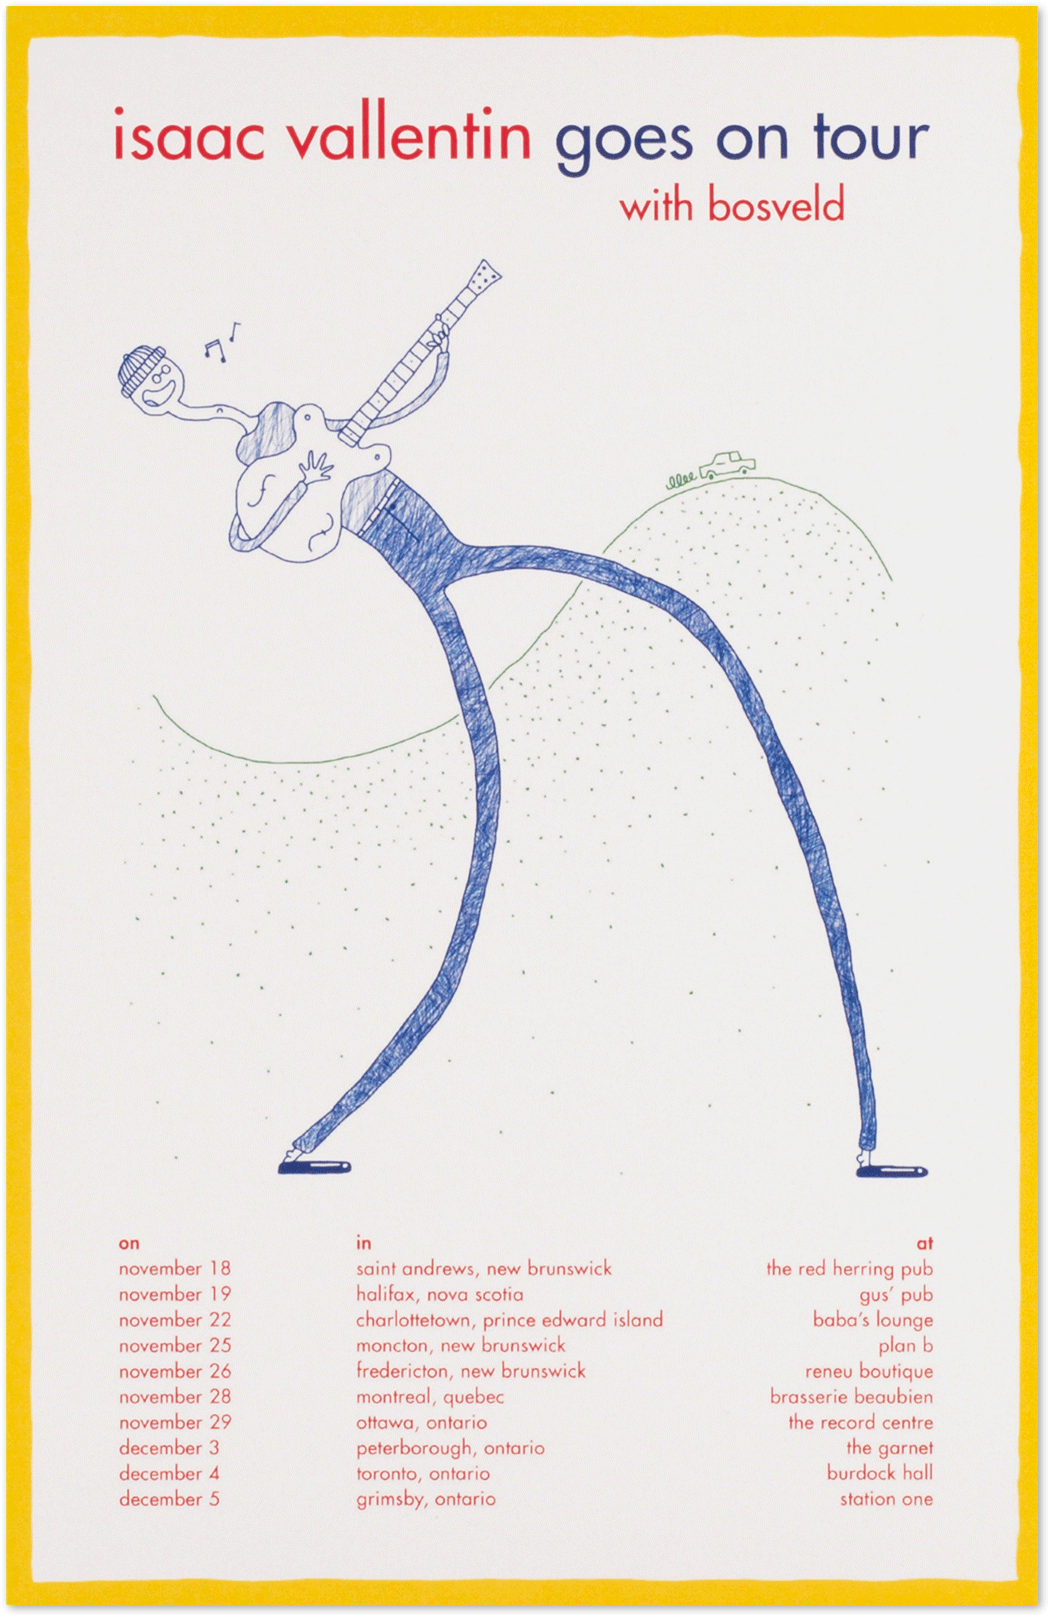 isaac vallentin goes on tour
with bosveld
on in at
november 18 saint andrews, new brunswick the red herring pub
november 19 halifax, nova scotia gus' pub
november 22 charlottetown, prince edward island baba's lounge
november 25 moncton, new brunswick plan b
november 26 fredericton, new brunswick reneu boutique
november 28 montreal, quebec brasserie beaubien
november 29 ottawa, ontario the record centre
december 3 peterborough, ontario the garnet
december 4 toronto, ontario burdock hall
december 5 grimsby, ontario station one